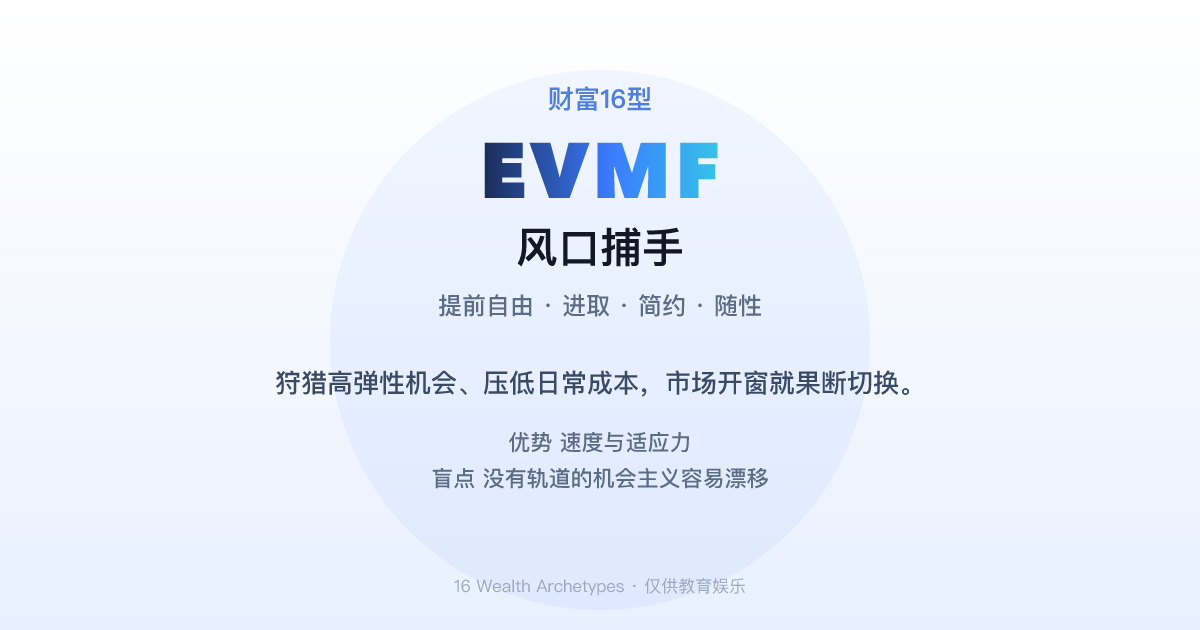 财富16型
EVMF
风口捕手
提前自由 · 进取 · 简约 · 随性
狩猎高弹性机会、压低日常成本，市场开窗就果断切换。
优势 速度与适应力
盲点 没有轨道的机会主义容易漂移
16 Wealth Archetypes · 仅供教育娱乐